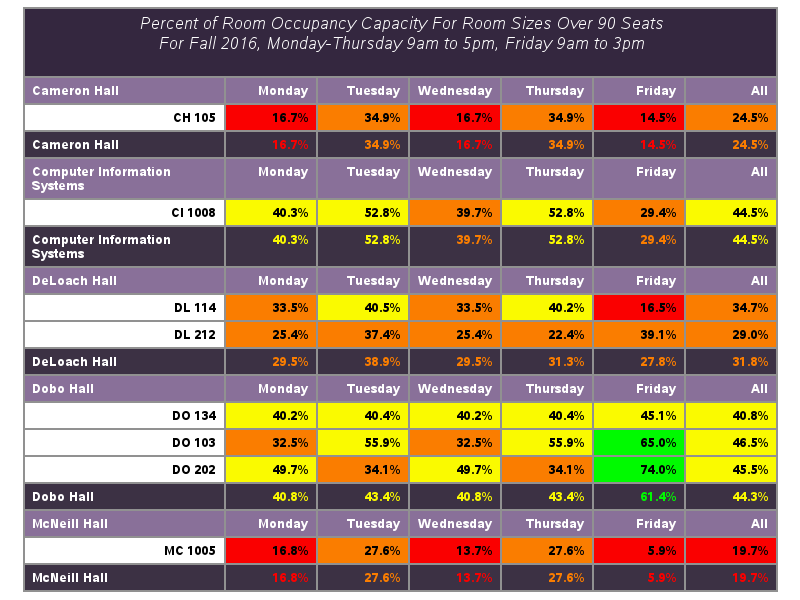 Percent of Room Occupancy Capacity For Room Sizes Over 90 Seats
For Fall 2016, Monday-Thursday 9am to 5pm, Friday 9am to 3pm
Cameron Hall Monday Tuesday Wednesday Thursday Friday All
CH 105 16.7% 34.9% 16.7% 34.9% 14.5% 24.5%
Cameron Hall 16.7% 34.9% 16.7% 34.9% 14.5% 24.5%
Computer Information Monday Tuesday Wednesday Thursday Friday All
Systems
CI 1008 40.3% 52.8% 39.7% 52.8% 29.4% 44.5%
Computer Information 40.3% 52.8% 39.7% 52.8% 29.4% 44.5%
Systems
DeLoach Hall Monday Tuesday Wednesday Thursday Friday All
DL 114 33.5% 40.5% 33.5% 40.2% 16.5% 34.7%
DL 212 25.4% 37.4% 25.4% 22.4% 39.1% 29.0%
DeLoach Hall 29.5% 38.9% 29.5% 31.3% 27.8% 31.8%
Dobo Hall Monday Tuesday Wednesday Thursday Friday All
DO 134 40.2% 40.4% 40.2% 40.4% 45.1% 40.8%
DO 103 32.5% 55.9% 32.5% 55.9% 65.0% 46.5%
DO 202 49.7% 34.1% 49.7% 34.1% 74.0% 45.5%
Dobo Hall 40.8% 43.4% 40.8% 43.4% 61.4% 44.3%
McNeill Hall Monday Tuesday Wednesday Thursday Friday All
MC 1005 16.8% 27.6% 13.7% 27.6% 5.9% 19.7%
McNeill Hall 16.8% 27.6% 13.7% 27.6% 5.9% 19.7%